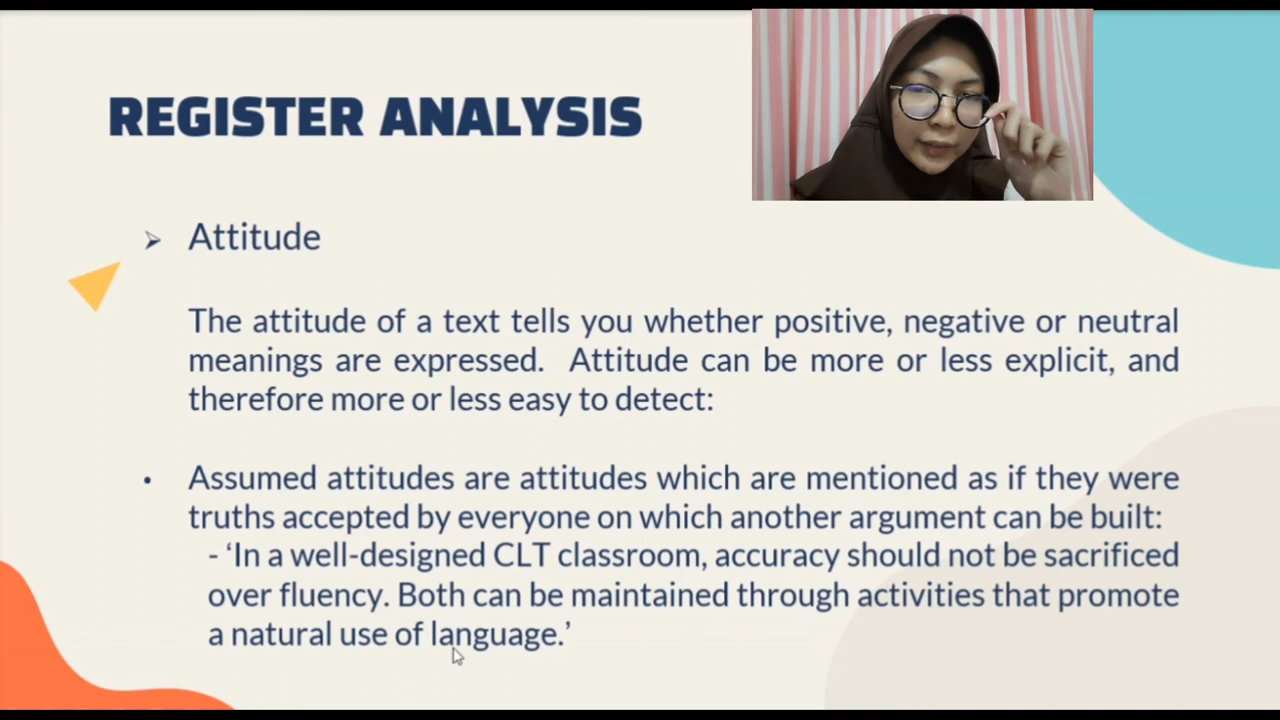 REGISTER ANALYSIS
➢ Attitude
The attitude of a text tells you whether positive, negative or neutral
meanings are expressed. Attitude can be more or less explicit, and
therefore more or less easy to detect:
• Assumed attitudes are attitudes which are mentioned as if they were
truths accepted by everyone on which another argument can be built:
- ‘In a well-designed CLT classroom, accuracy should not be sacrificed
over fluency. Both can be maintained through activities that promote
a natural use of language.’